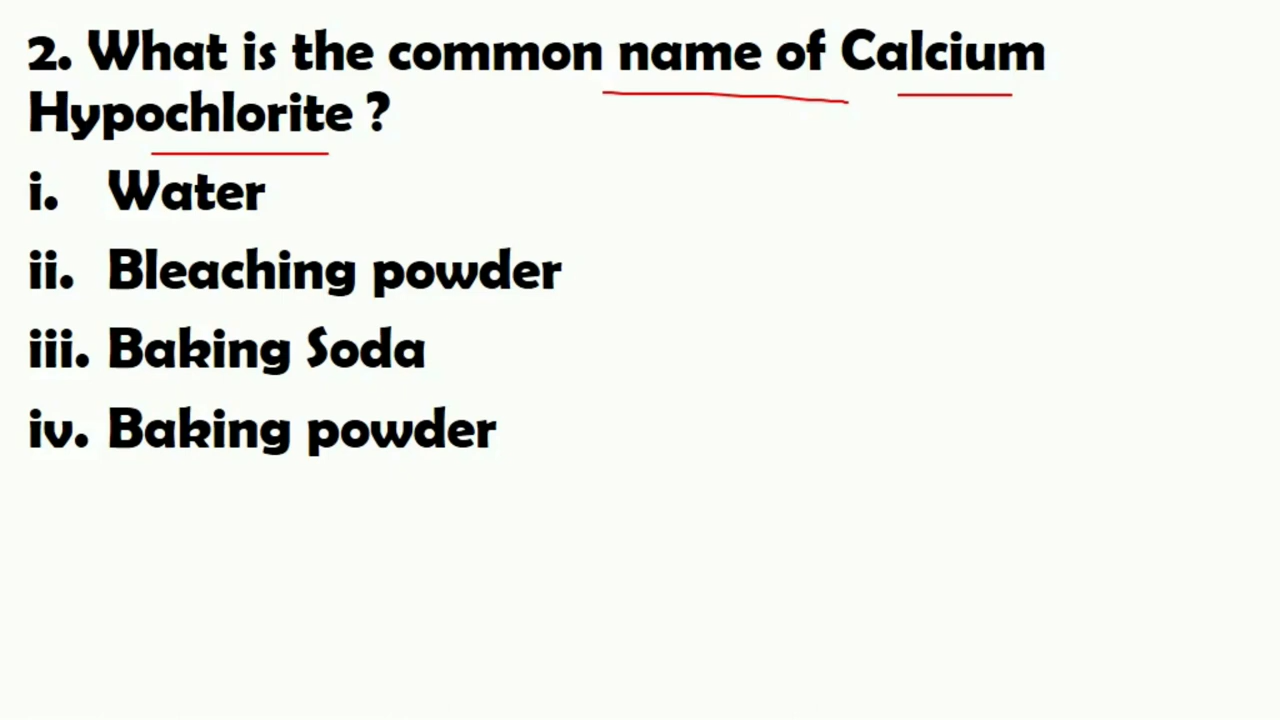 2. What is the common name of Calcium
Hypochlorite ?
i. Water
ii. Bleaching powder
iii. Baking Soda
iv. Baking powder